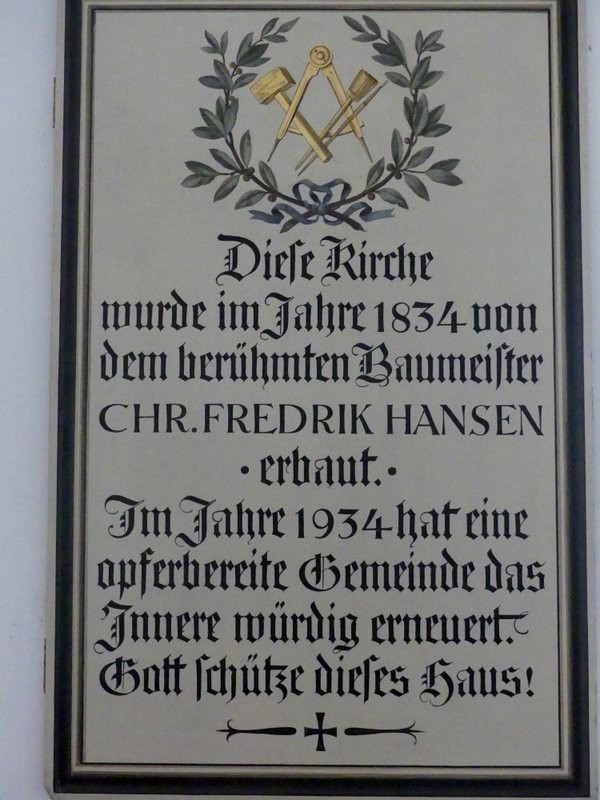 Dieſe Kirche
wurde im Jahre 1834 von
dem berühmten Baumeiſter
CHR. FREDRIK HANSEN
· erbaut. ·
Im Jahre 1934 hat eine
opferbereite Gemeinde das
Innere würdig erneuert.
Gott ſchütze dieſes Haus!